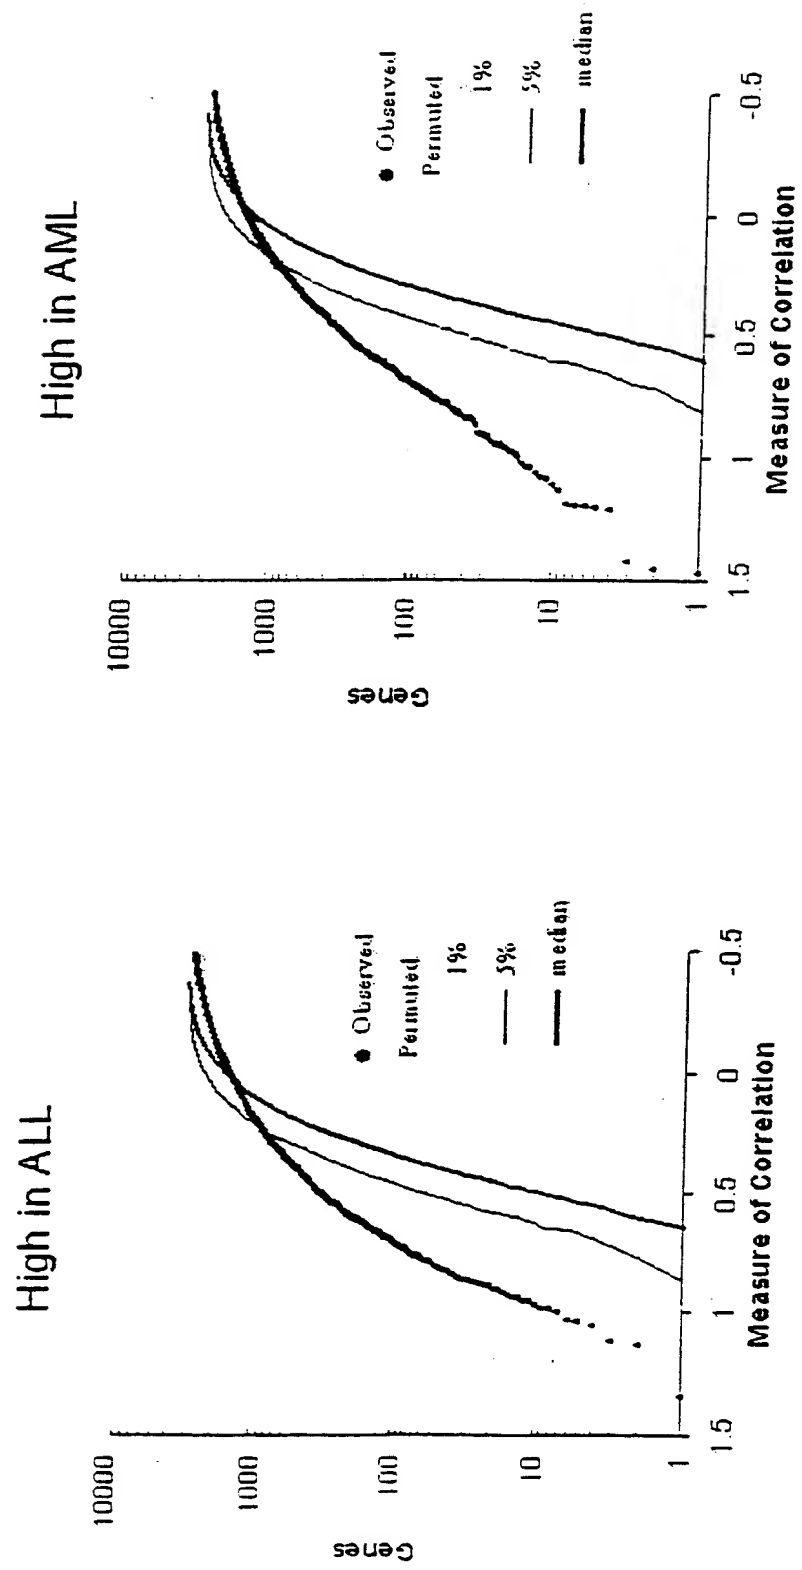 High in ALL
10000
1000
100
10
1
Genes
1.5
1
0.5
0
-0.5
Measure of Correlation
Observed
Permuted
1%
5%
median
High in AML
10000
1000
100
10
1
Genes
1.5
1
0.5
0
-0.5
Measure of Correlation
Observed
Permuted
1%
5%
median